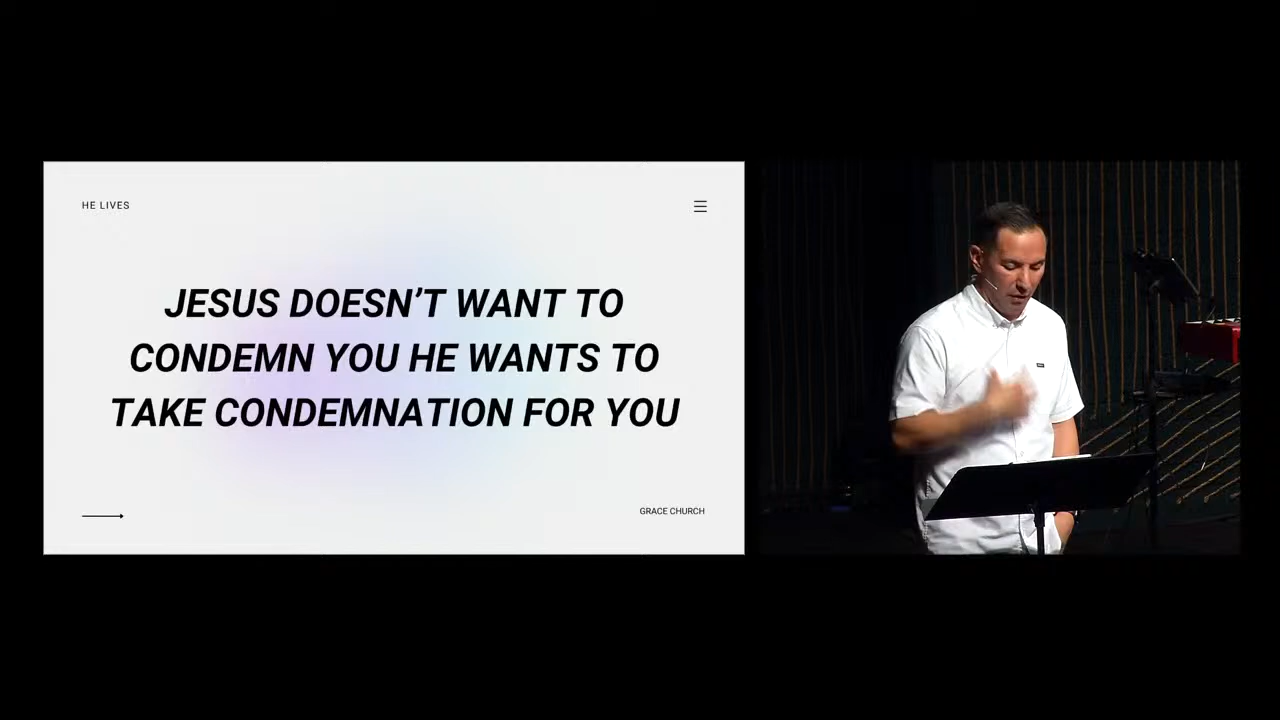 HE LIVES
JESUS DOESN’T WANT TO
CONDEMN YOU HE WANTS TO
TAKE CONDEMNATION FOR YOU
GRACE CHURCH